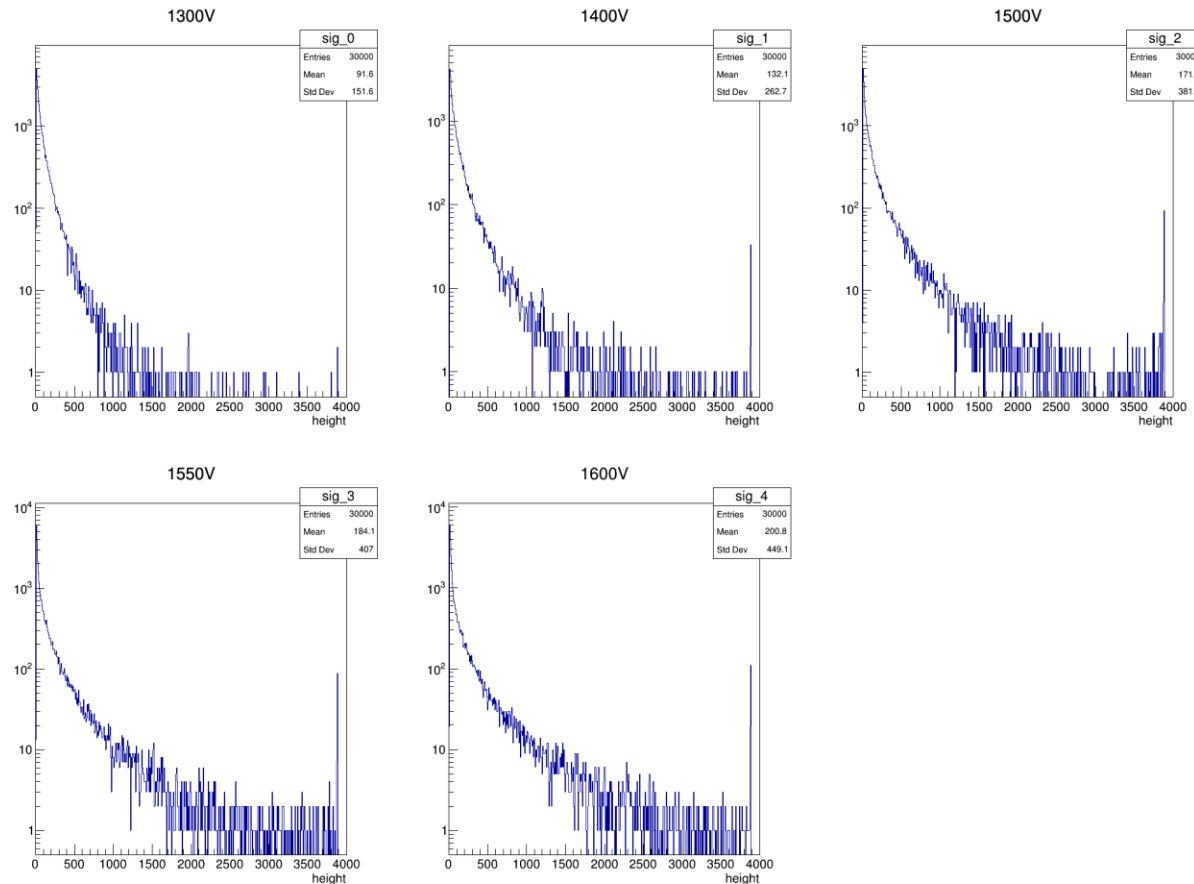 1300V
sig_0
Entries 30000
Mean 91.6
Std Dev 151.6
10³
10²
10
1
0 500 1000 1500 2000 2500 3000 3500 4000
height
1400V
sig_1
Entries 30000
Mean 132.1
Std Dev 262.7
10³
10²
10
1
0 500 1000 1500 2000 2500 3000 3500 4000
height
1500V
sig_2
Entries 3000
Mean 171.
Std Dev 381.
10³
10²
10
1
0 500 1000 1500 2000 2500 3000 3500 4000
height
1550V
sig_3
Entries 30000
Mean 184.1
Std Dev 407
10⁴
10³
10²
10
1
0 500 1000 1500 2000 2500 3000 3500 4000
height
1600V
sig_4
Entries 30000
Mean 200.8
Std Dev 449.1
10⁴
10³
10²
10
1
0 500 1000 1500 2000 2500 3000 3500 4000
height